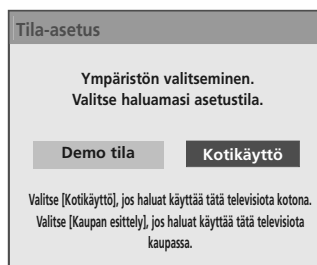 Tila-asetus
Ympäristön valitseminen.
Valitse haluamasi asetustila.
Demo tila
Kotikäyttö
Valitse [Kotikäyttö], jos haluat käyttää tätä televisiota kotona.
Valitse [Kaupan esittely], jos haluat käyttää tätä televisiota
kaupassa.